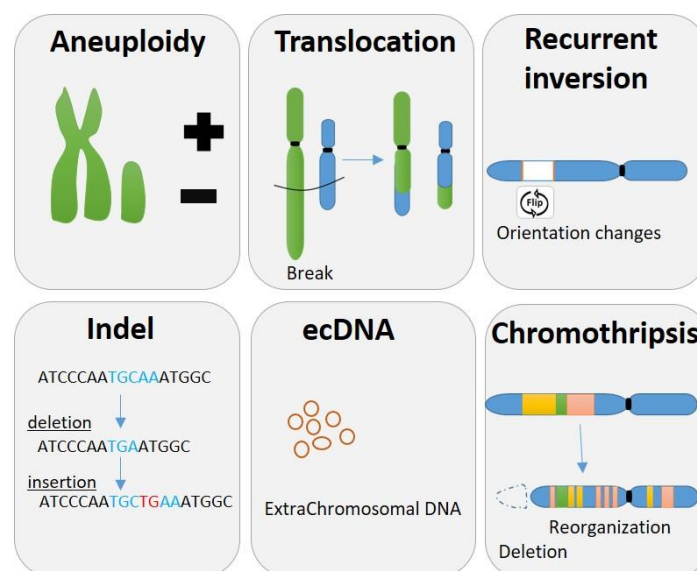 Aneuploidy
+
-
Translocation
Break
Recurrent
inversion
Flip
Orientation changes
Indel
ATCCCAATGCAAATGGC
deletion
ATCCCAATGAATGGC
insertion
ATCCCAATGCTGAAATGGC
ecDNA
ExtraChromosomal DNA
Chromothripsis
Reorganization
Deletion